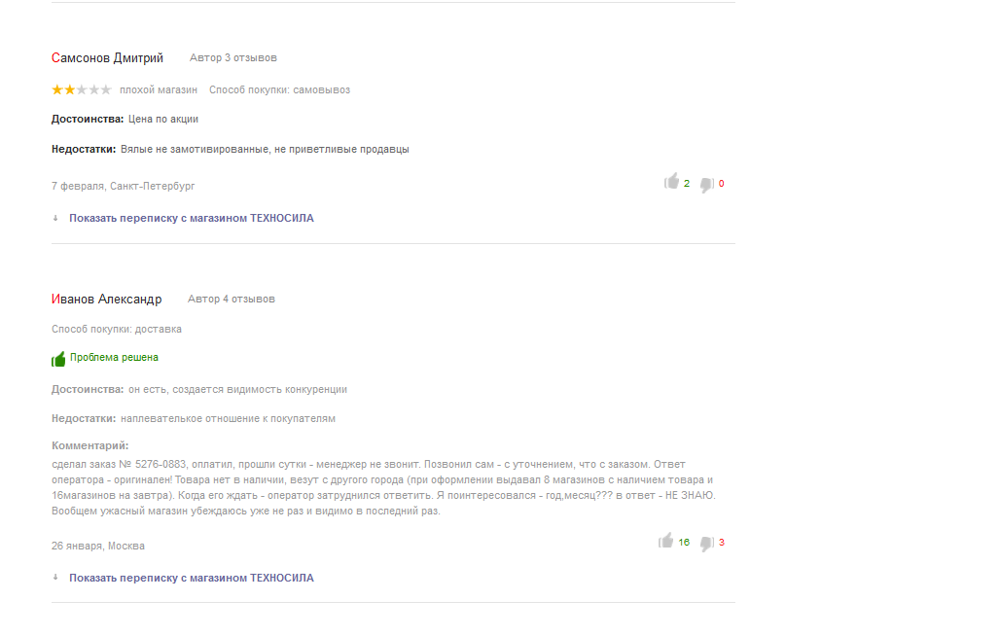 Самсонов Дмитрий Автор 3 отзывов
плохой магазин Способ покупки: самовывоз
Достоинства: Цена по акции
Недостатки: Вялые не замотивированные, не приветливые продавцы
7 февраля, Санкт-Петербург 2 0
Показать переписку с магазином ТЕХНОСИЛА
Иванов Александр Автор 4 отзывов
Способ покупки: доставка
Проблема решена
Достоинства: он есть, создается видимость конкуренции
Недостатки: наплевателькое отношение к покупателям
Комментарий:
сделал заказ № 5276-0883, оплатил, прошли сутки - менеджер не звонит. Позвонил сам - с уточнением, что с заказом. Ответ
оператора - оригинален! Товара нет в наличии, везут с другого города (при оформлении выдавал 8 магазинов с наличием товара и
16магазинов на завтра). Когда его ждать - оператор затруднился ответить. Я поинтересовался - год,месяц??? в ответ - НЕ ЗНАЮ.
Вообщем ужасный магазин убеждаюсь уже не раз и видимо в последний раз.
26 января, Москва 16 3
Показать переписку с магазином ТЕХНОСИЛА